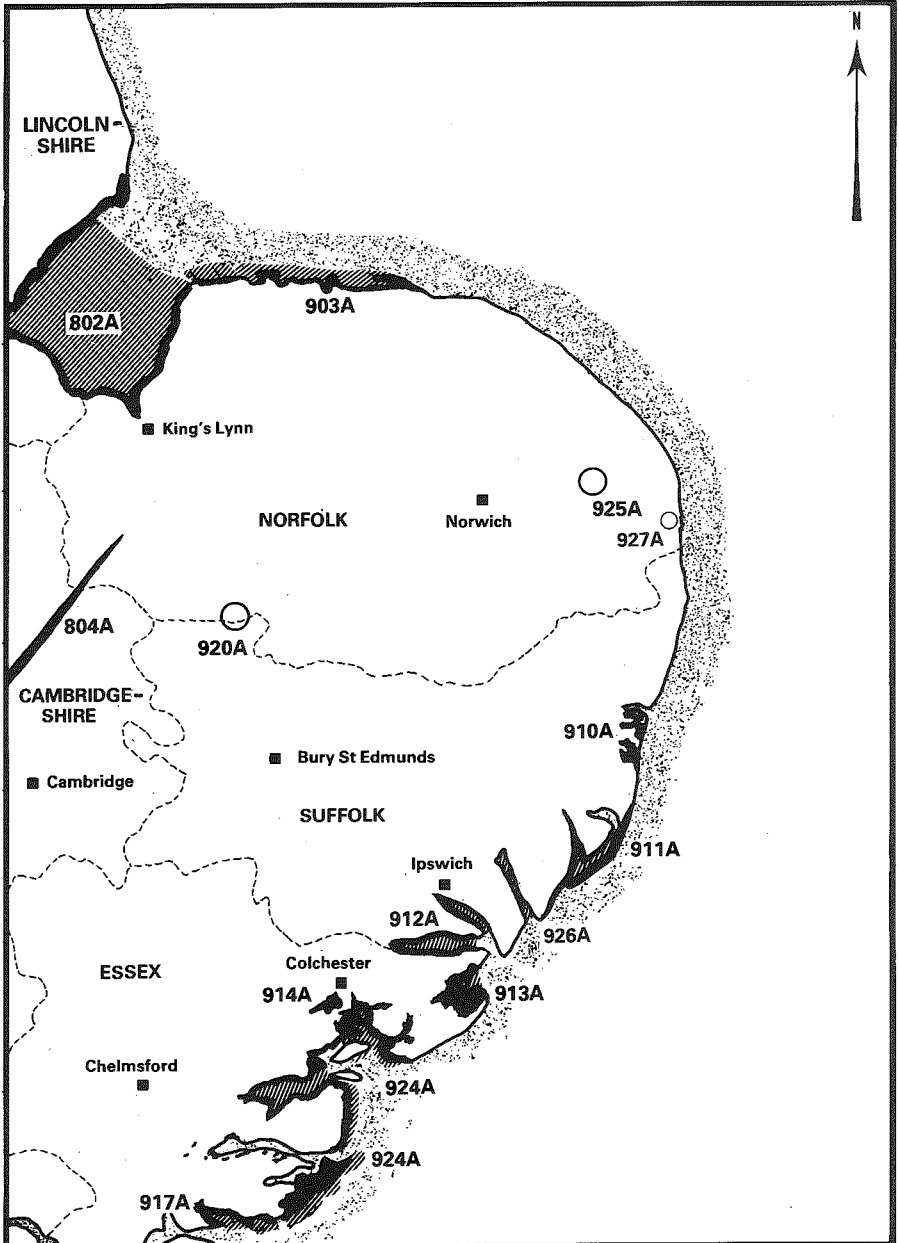 N
LINCOLN-
SHIRE
903A
802A
King's Lynn
NORFOLK
Norwich
925A
927A
804A
920A
CAMBRIDGE-
SHIRE
910A
Bury St Edmunds
Cambridge
SUFFOLK
911A
Ipswich
912A
926A
Colchester
ESSEX
914A
913A
Chelmsford
924A
924A
917A